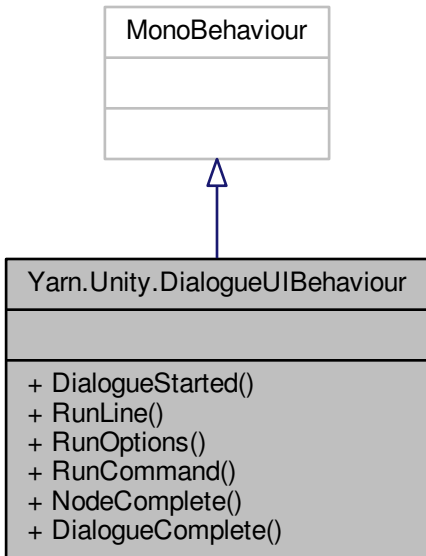 MonoBehaviour
Yarn.Unity.DialogueUIBehaviour
+ DialogueStarted()
+ RunLine()
+ RunOptions()
+ RunCommand()
+ NodeComplete()
+ DialogueComplete()